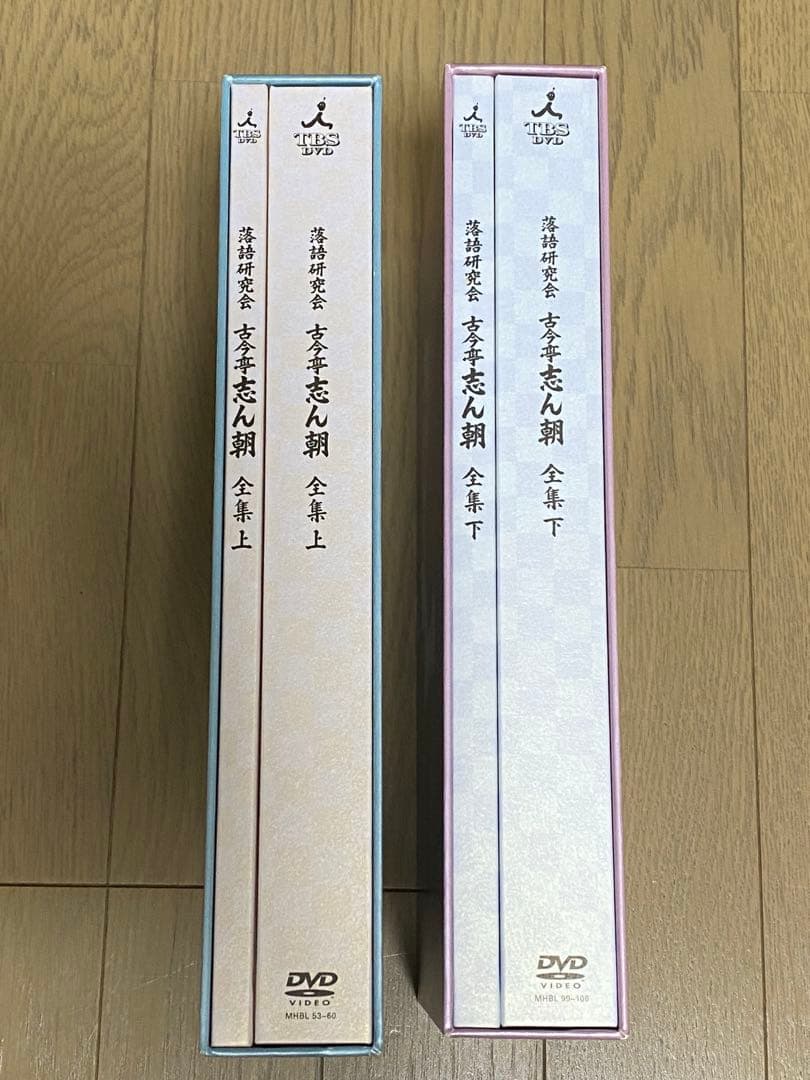 TBS
DVD
落語研究会 古今亭志ん朝 全集 上
TBS
DVD
落語研究会 古今亭志ん朝 全集 上
DVD
VIDEO
MHBL 53-60
TBS
DVD
落語研究会 古今亭志ん朝 全集 下
TBS
DVD
落語研究会 古今亭志ん朝 全集 下
DVD
VIDEO
MHBL 99-106